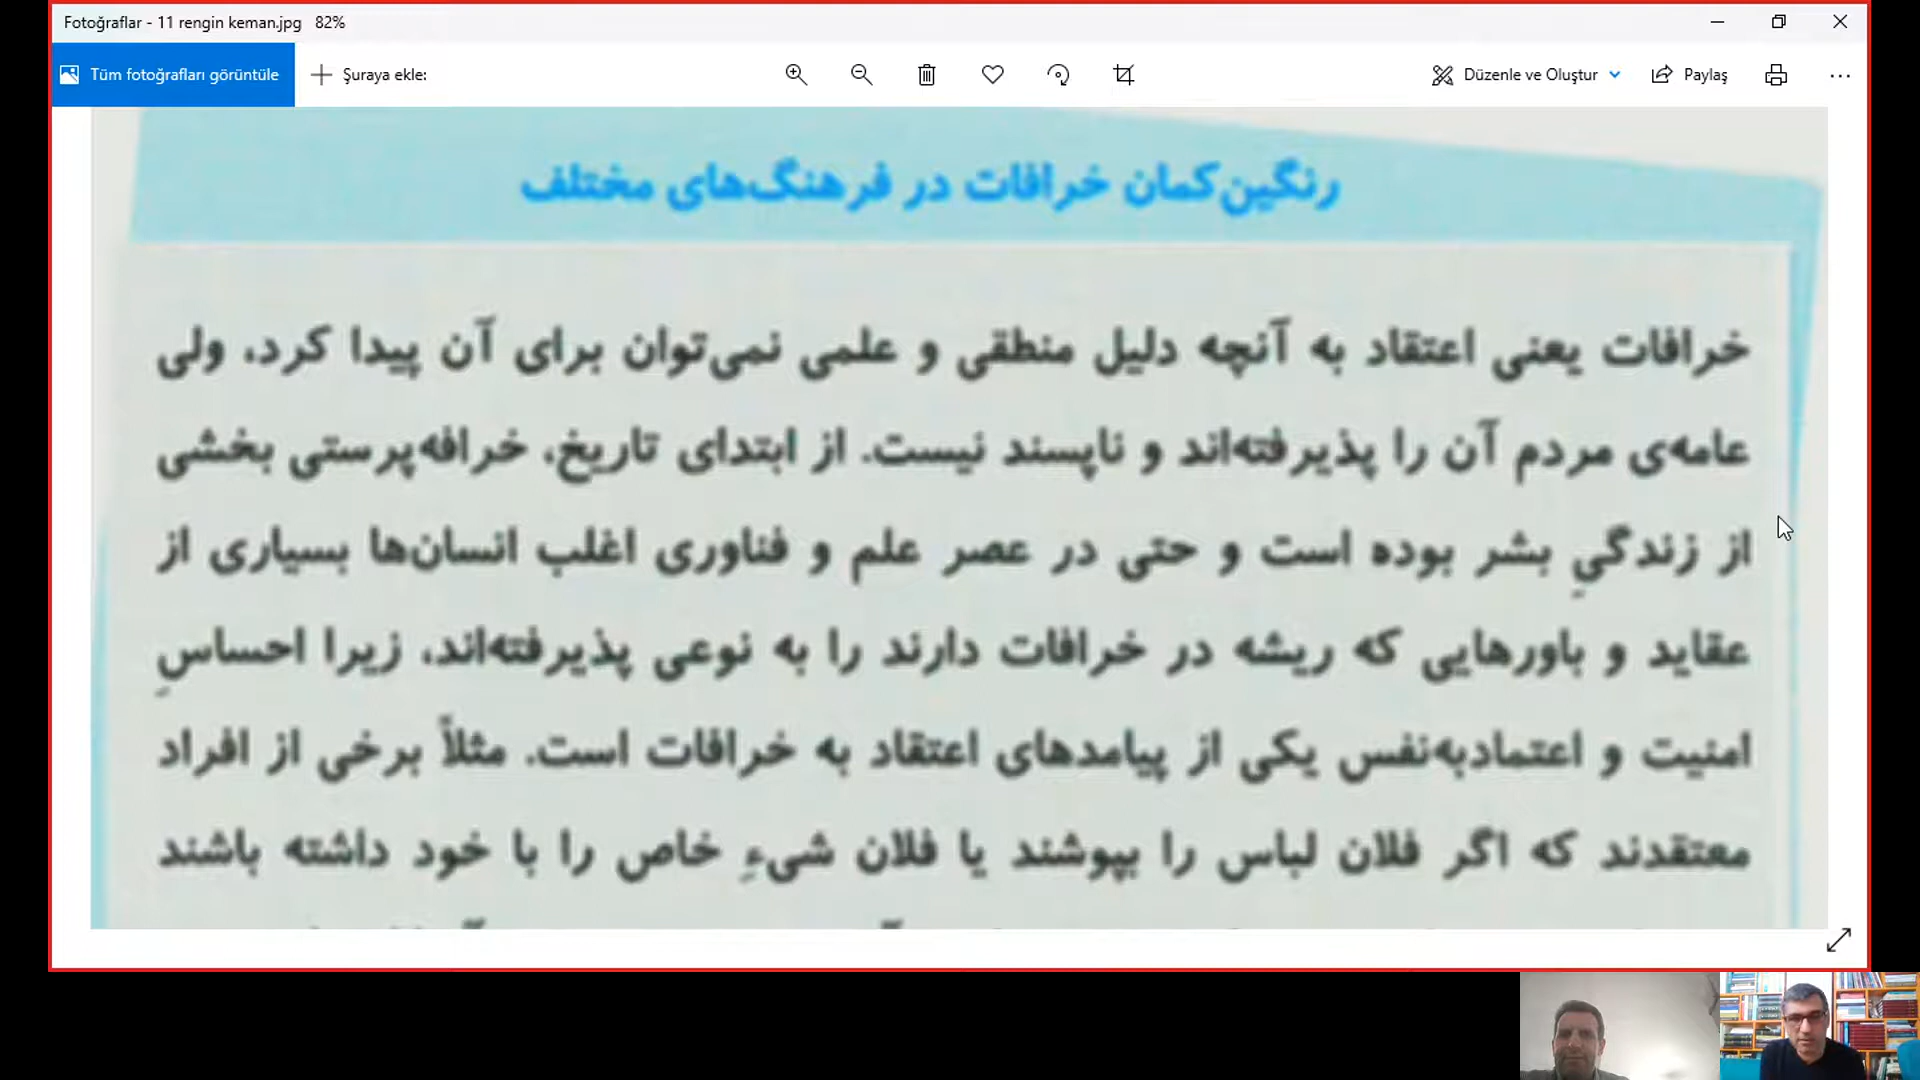 Fotoğraflar - 11 rengin keman.jpg 82%
Tüm fotoğrafları görüntüle
Şuraya ekle:
Düzenle ve Oluştur
Paylaş
رنگین‌کمان خرافات در فرهنگ‌های مختلف
خرافات یعنی اعتقاد به آنچه دلیل منطقی و علمی نمی‌توان برای آن پیدا کرد، ولی
عامه‌ی مردم آن را پذیرفته‌اند و ناپسند نیست. از ابتدای تاریخ، خرافه‌پرستی بخشی
از زندگیِ بشر بوده است و حتی در عصر علم و فناوری اغلب انسان‌ها بسیاری از
عقاید و باورهایی که ریشه در خرافات دارند را به نوعی پذیرفته‌اند، زیرا احساسِ
امنیت و اعتمادبه‌نفس یکی از پیامدهای اعتقاد به خرافات است. مثلاً برخی از افراد
معتقدند که اگر فلان لباس را بپوشند یا فلان شیءِ خاص را با خود داشته باشند